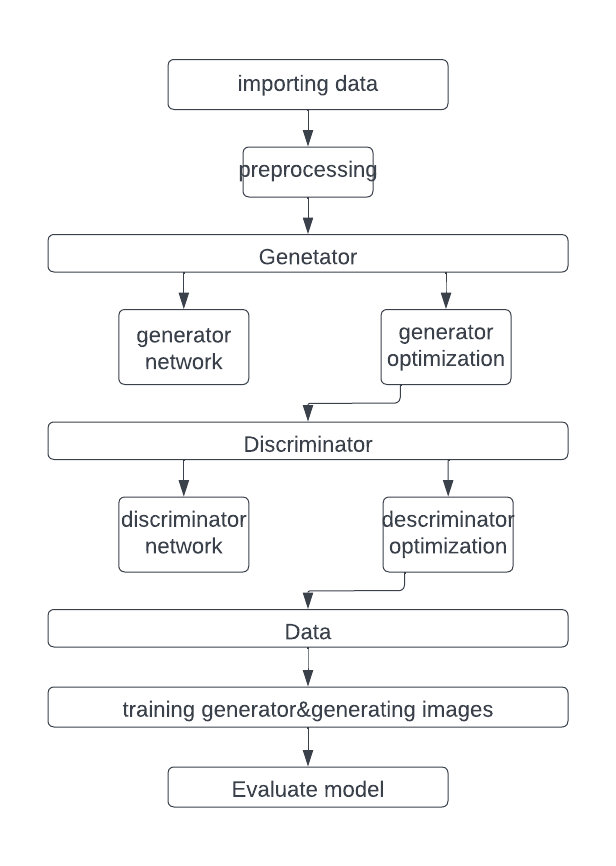 importing data
preprocessing
Genetator
generator
network
generator
optimization
Discriminator
discriminator
network
descriminator
optimization
Data
training generator&generating images
Evaluate model